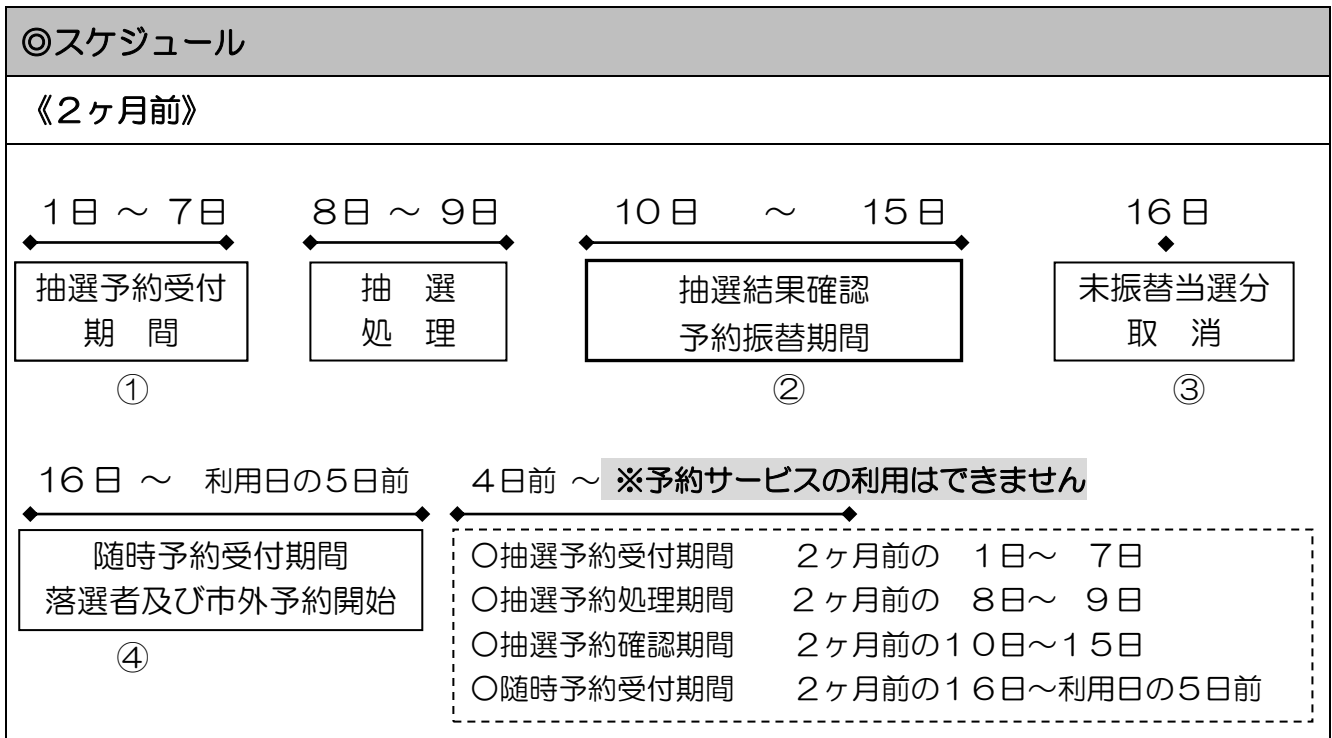 ◎スケジュール
《２ヶ月前》
１日 ～ ７日
８日 ～ ９日
１０日 ～ １５日
１６日
抽選予約受付
期 間
抽 選
処 理
抽選結果確認
予約振替期間
未振替当選分
取 消
①
②
③
１６日 ～ 利用日の５日前
４日前 ～ ※予約サービスの利用はできません
随時予約受付期間
落選者及び市外予約開始
④
〇抽選予約受付期間 ２ヶ月前の １日～ ７日
〇抽選予約処理期間 ２ヶ月前の ８日～ ９日
〇抽選予約確認期間 ２ヶ月前の１０日～１５日
〇随時予約受付期間 ２ヶ月前の１６日～利用日の５日前